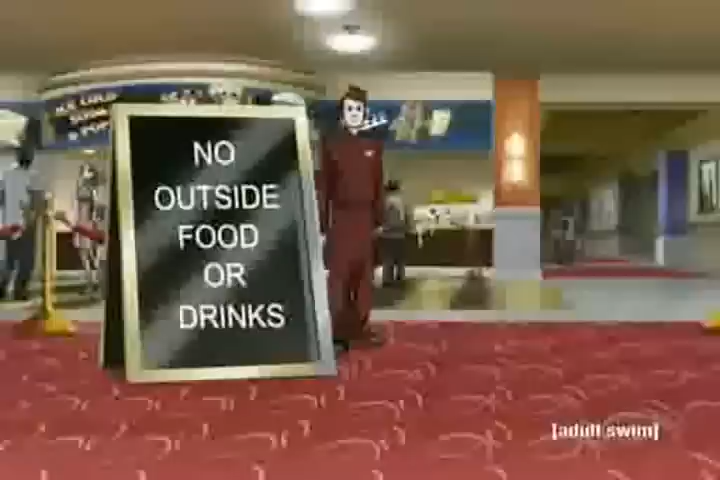 NO
OUTSIDE
FOOD
OR
DRINKS
[adult swim]